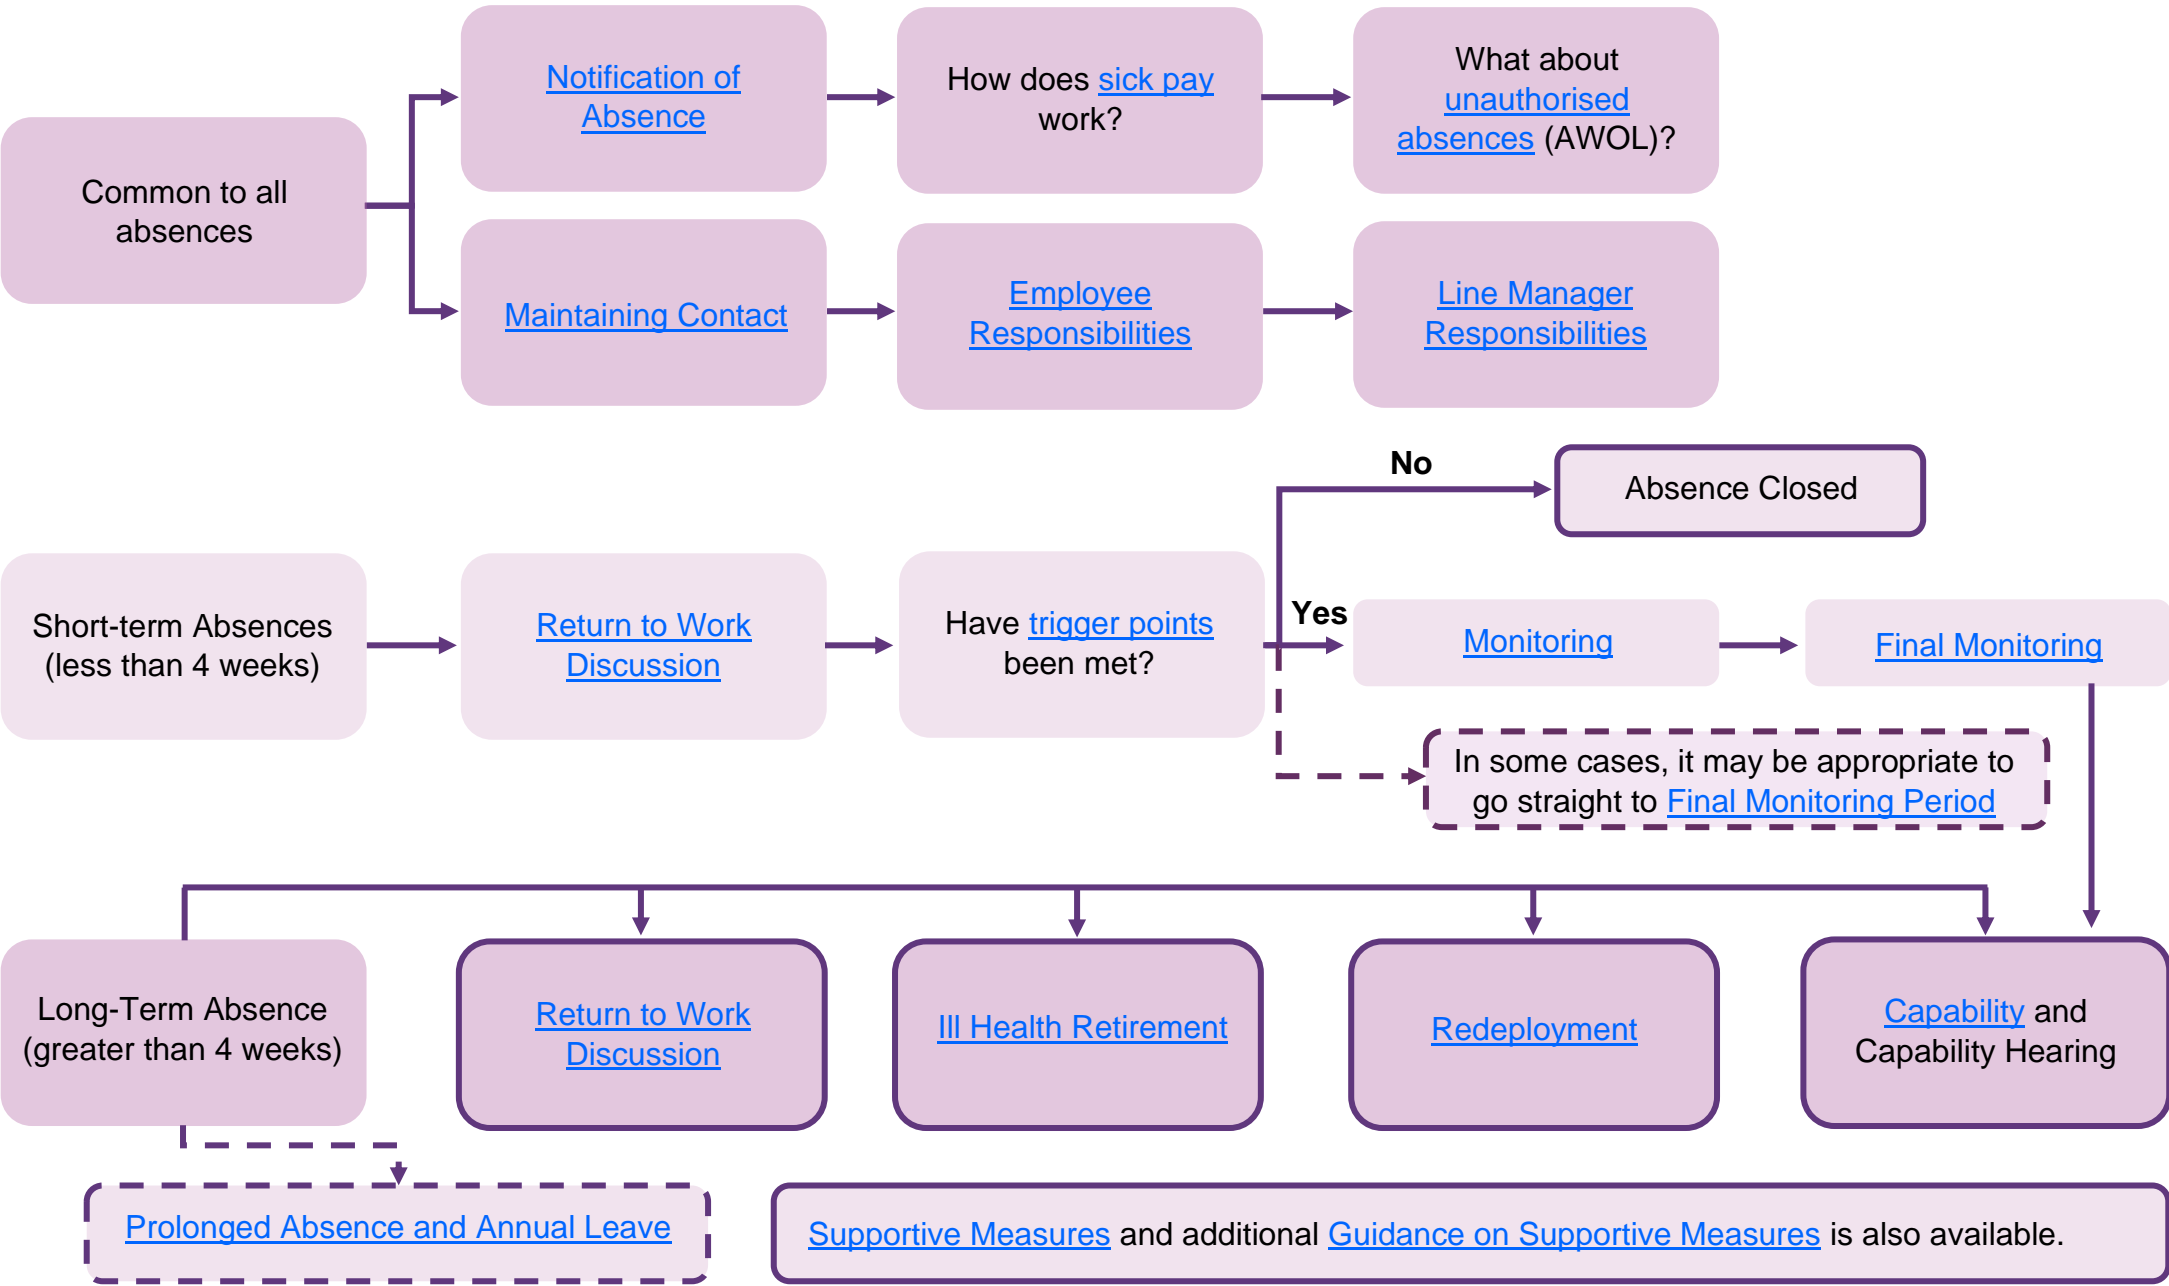 Notification of
Absence
How does sick pay
work?
What about
unauthorised
absences (AWOL)?
Common to all
absences
Maintaining Contact
Employee
Responsibilities
Line Manager
Responsibilities
No
Absence Closed
Short-term Absences
(less than 4 weeks)
Return to Work
Discussion
Have trigger points
been met?
Yes
Monitoring
Final Monitoring
In some cases, it may be appropriate to
go straight to Final Monitoring Period
Long-Term Absence
(greater than 4 weeks)
Return to Work
Discussion
Ill Health Retirement
Redeployment
Capability and
Capability Hearing
Prolonged Absence and Annual Leave
Supportive Measures and additional Guidance on Supportive Measures is also available.